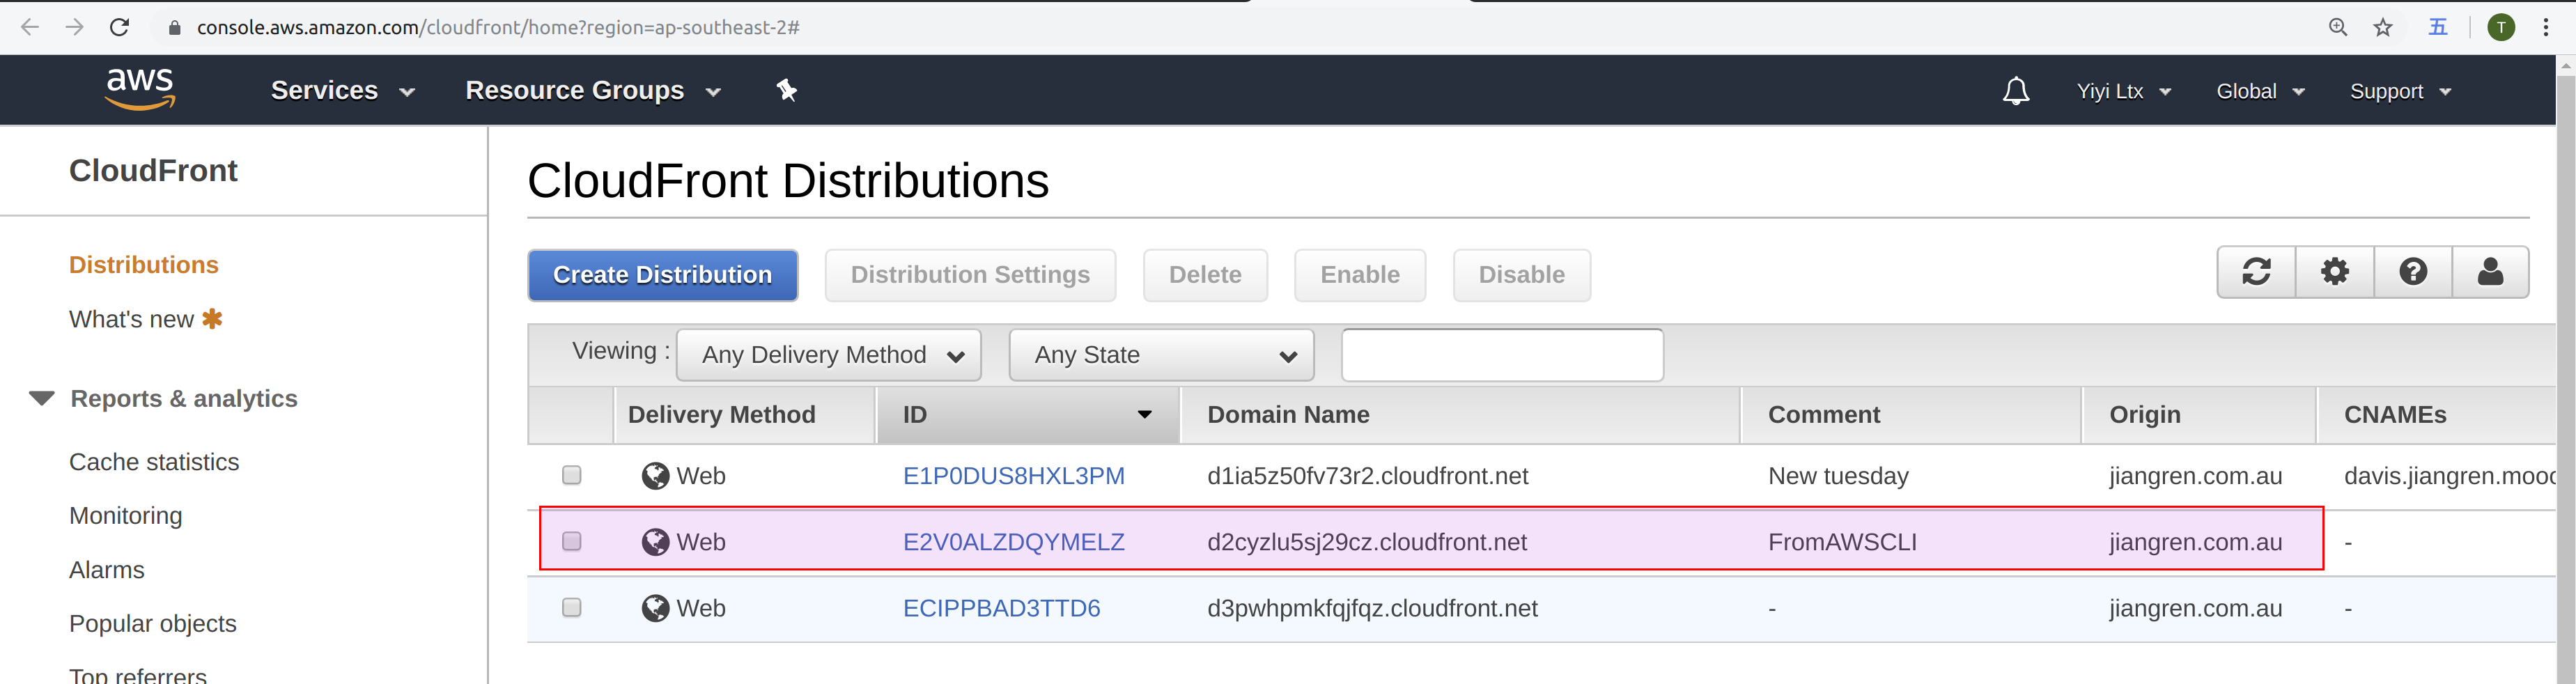 console.aws.amazon.com/cloudfront/home?region=ap-southeast-2#
五
T
aws Services Resource Groups Yiyi Ltx Global Support
CloudFront
Distributions
What's new
Reports & analytics
Cache statistics
Monitoring
Alarms
Popular objects
Top referrers
CloudFront Distributions
Create Distribution Distribution Settings Delete Enable Disable
Viewing : Any Delivery Method Any State
Delivery Method ID Domain Name Comment Origin CNAMEs
Web E1P0DUS8HXL3PM d1ia5z50fv73r2.cloudfront.net New tuesday jiangren.com.au davis.jiangren.mooc
Web E2V0ALZDQYMELZ d2cyzlu5sj29cz.cloudfront.net FromAWSCLI jiangren.com.au -
Web ECIPPBAD3TTD6 d3pwhpmkfqjfqz.cloudfront.net - jiangren.com.au -